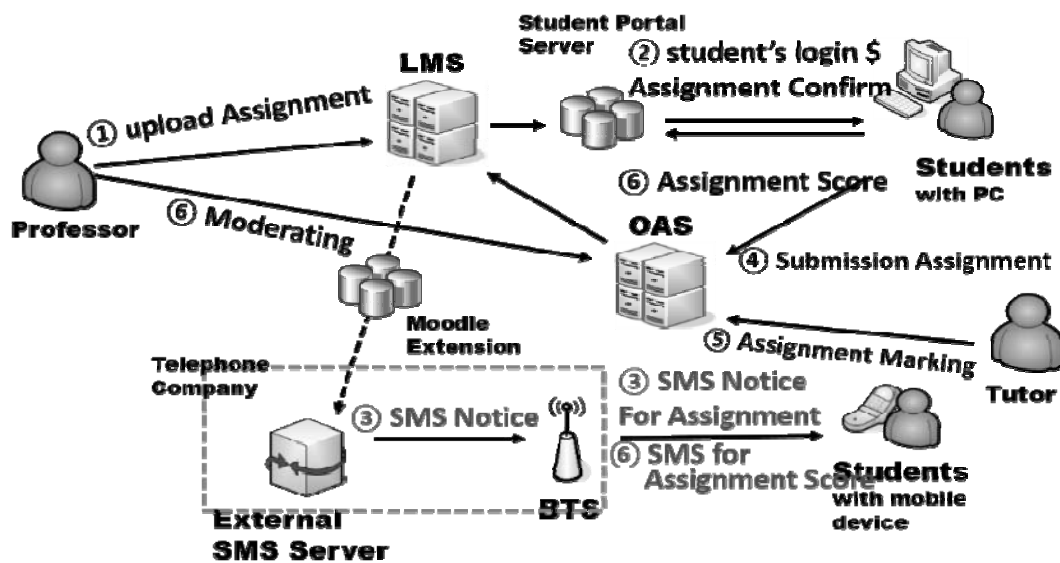 Student Portal
Server
② student's login $
Assignment Confirm
LMS
① upload Assignment
Students
with PC
⑥ Assignment Score
Professor
⑥ Moderating
OAS
④ Submission Assignment
Moodle
Extension
⑤ Assignment Marking
Tutor
Telephone
Company
③ SMS Notice
③ SMS Notice
For Assignment
⑥ SMS for
Assignment Score
BTS
Students
with mobile
device
External
SMS Server